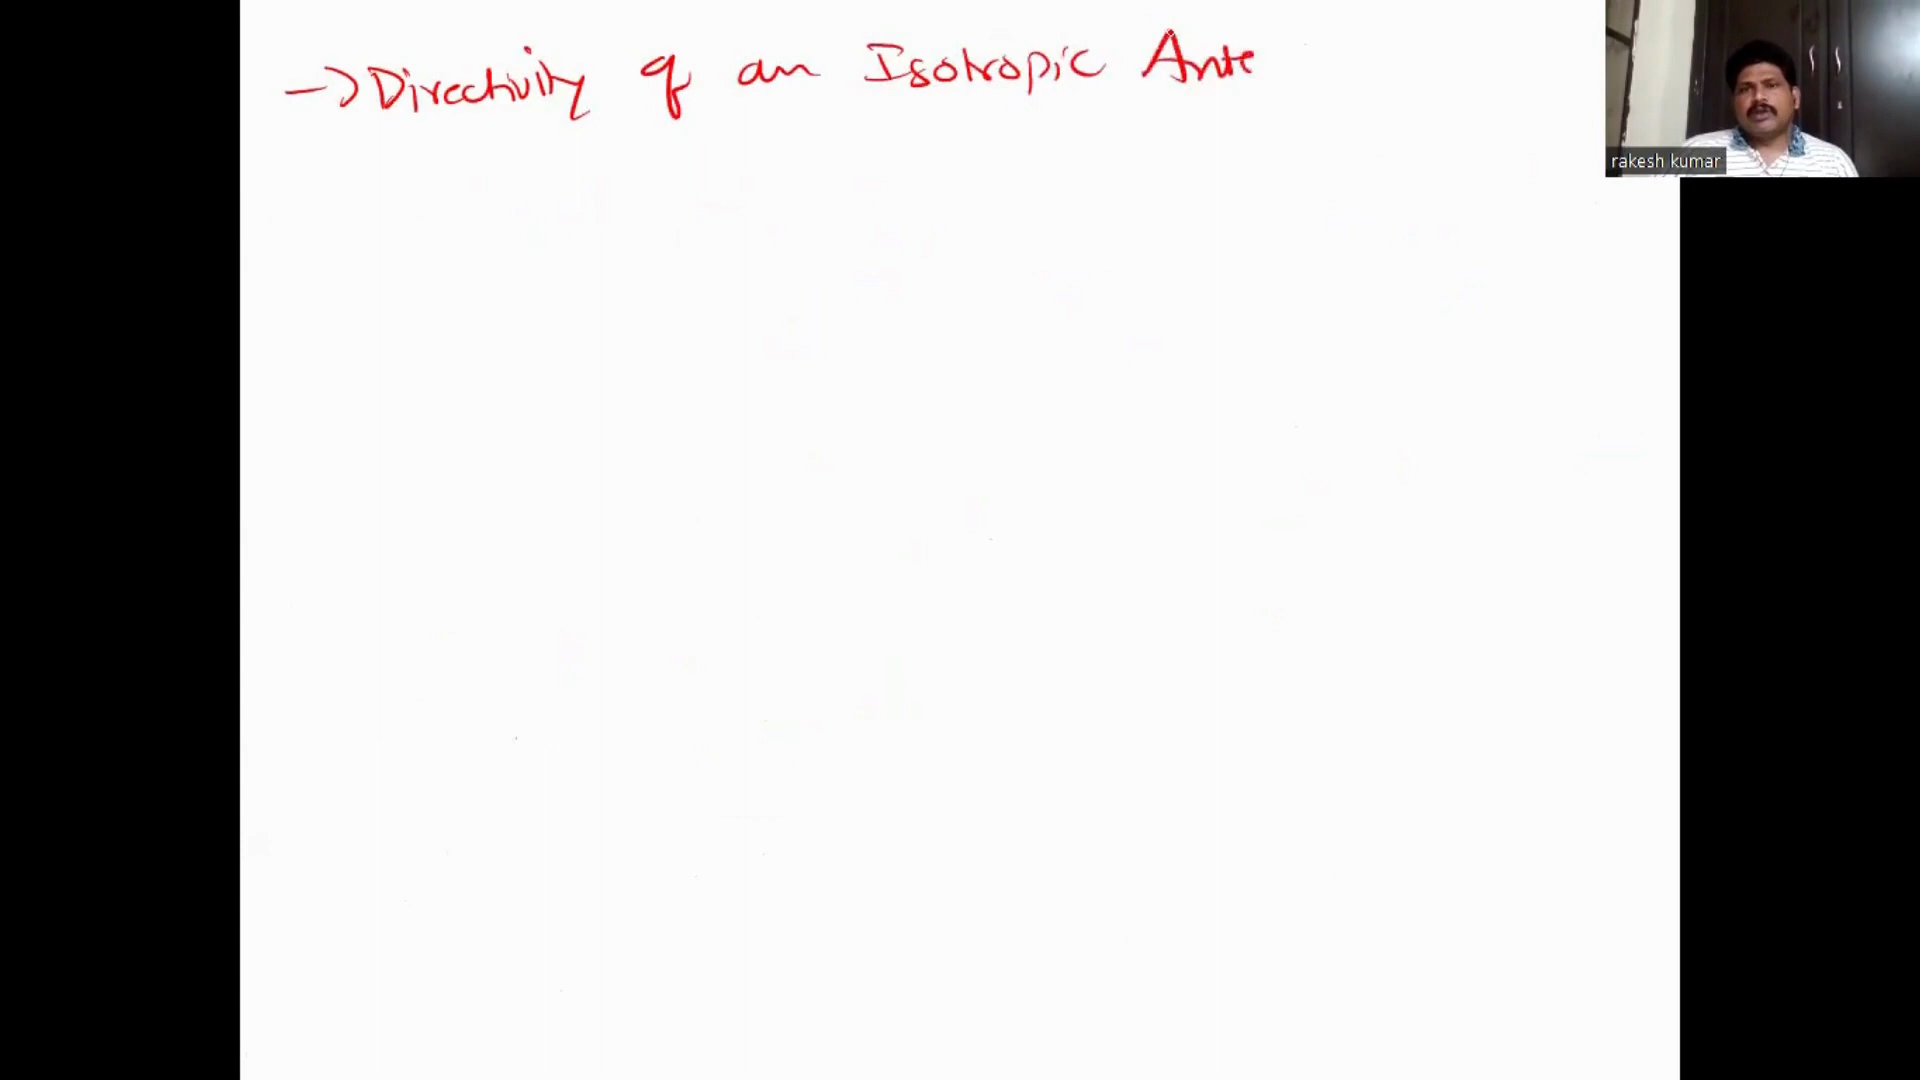 → Directivity of an Isotropic Ante
rakesh kumar